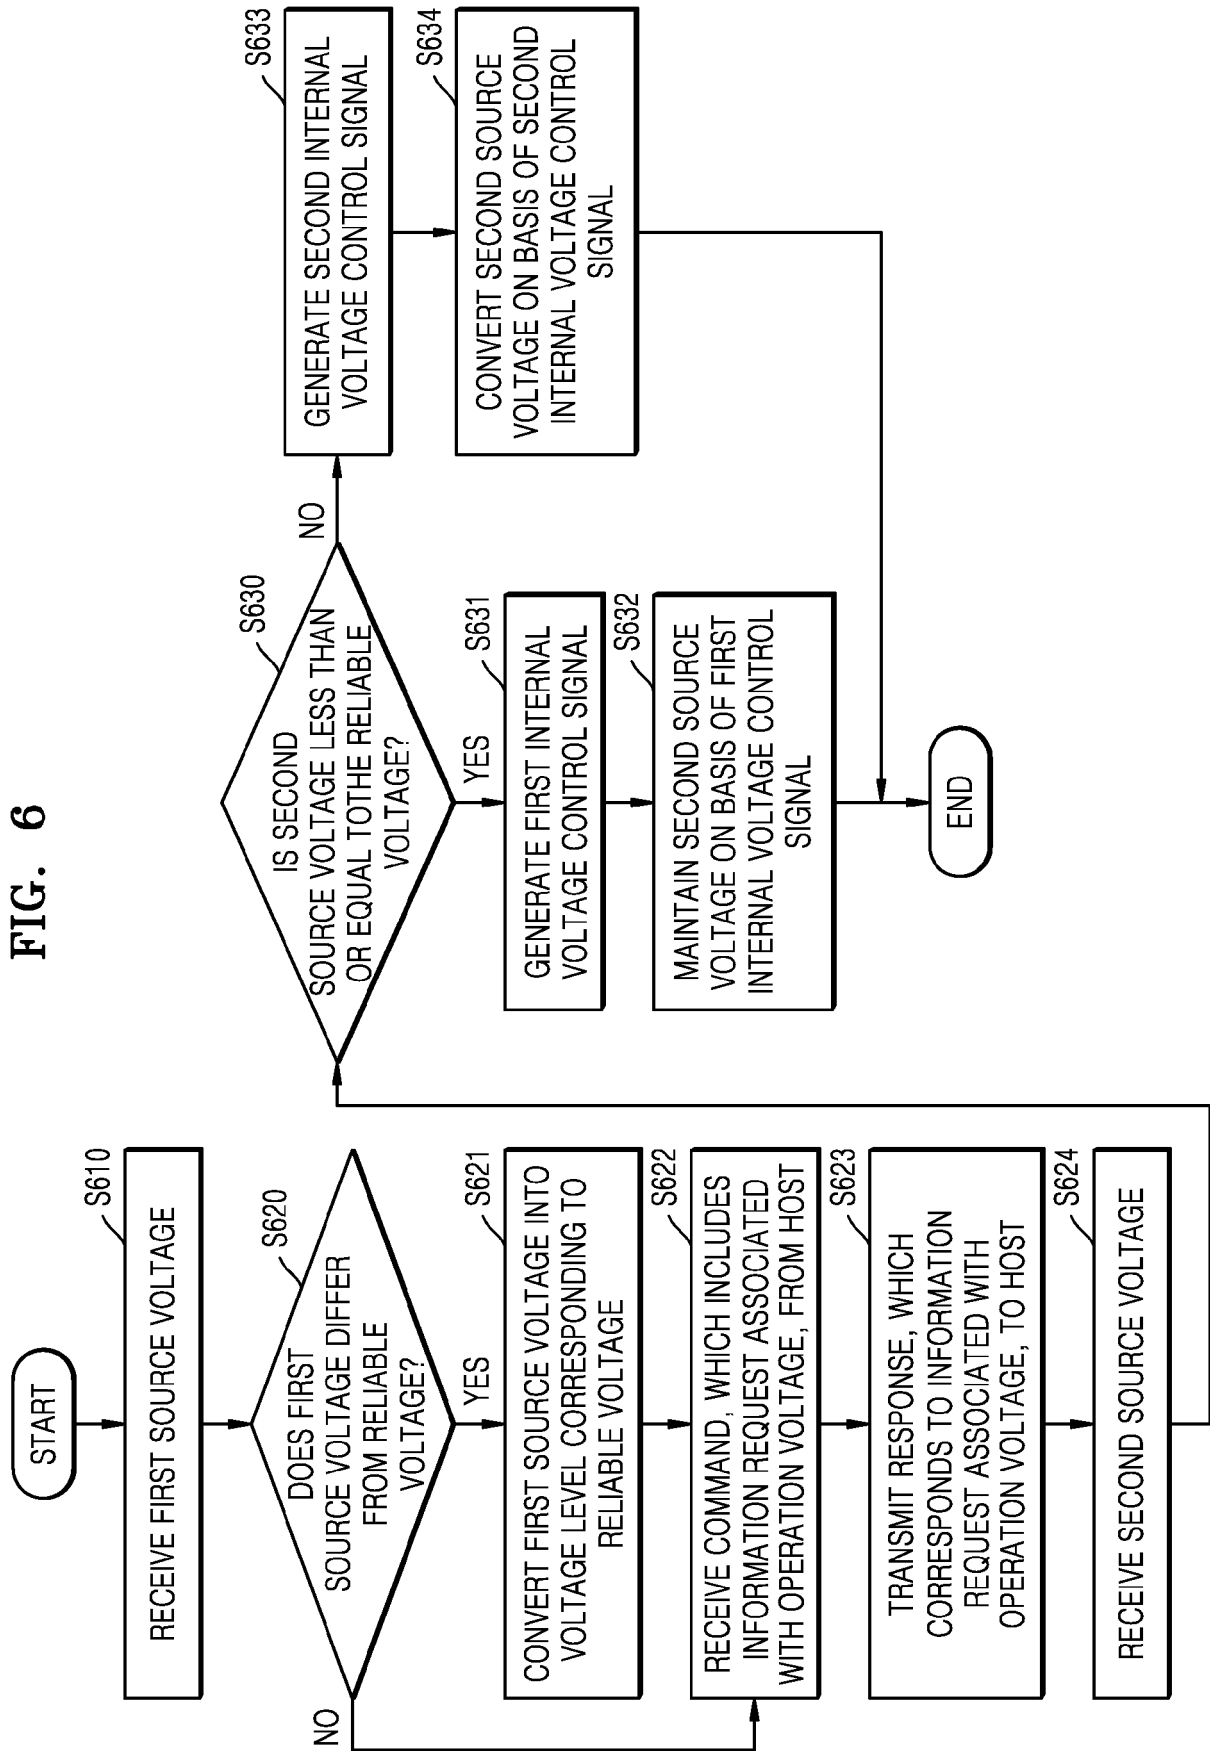 FIG. 6
START
S610
RECEIVE FIRST SOURCE VOLTAGE
S620
DOES FIRST
SOURCE VOLTAGE DIFFER
FROM RELIABLE
VOLTAGE?
NO
YES
S621
CONVERT FIRST SOURCE VOLTAGE INTO
VOLTAGE LEVEL CORRESPONDING TO
RELIABLE VOLTAGE
S622
RECEIVE COMMAND, WHICH INCLUDES
INFORMATION REQUEST ASSOCIATED
WITH OPERATION VOLTAGE, FROM HOST
S623
TRANSMIT RESPONSE, WHICH
CORRESPONDS TO INFORMATION
REQUEST ASSOCIATED WITH
OPERATION VOLTAGE, TO HOST
S624
RECEIVE SECOND SOURCE VOLTAGE
S630
IS SECOND
SOURCE VOLTAGE LESS THAN
OR EQUAL TOTHE RELIABLE
VOLTAGE?
NO
YES
S631
GENERATE FIRST INTERNAL
VOLTAGE CONTROL SIGNAL
S632
MAINTAIN SECOND SOURCE
VOLTAGE ON BASIS OF FIRST
INTERNAL VOLTAGE CONTROL
SIGNAL
S633
GENERATE SECOND INTERNAL
VOLTAGE CONTROL SIGNAL
S634
CONVERT SECOND SOURCE
VOLTAGE ON BASIS OF SECOND
INTERNAL VOLTAGE CONTROL
SIGNAL
END